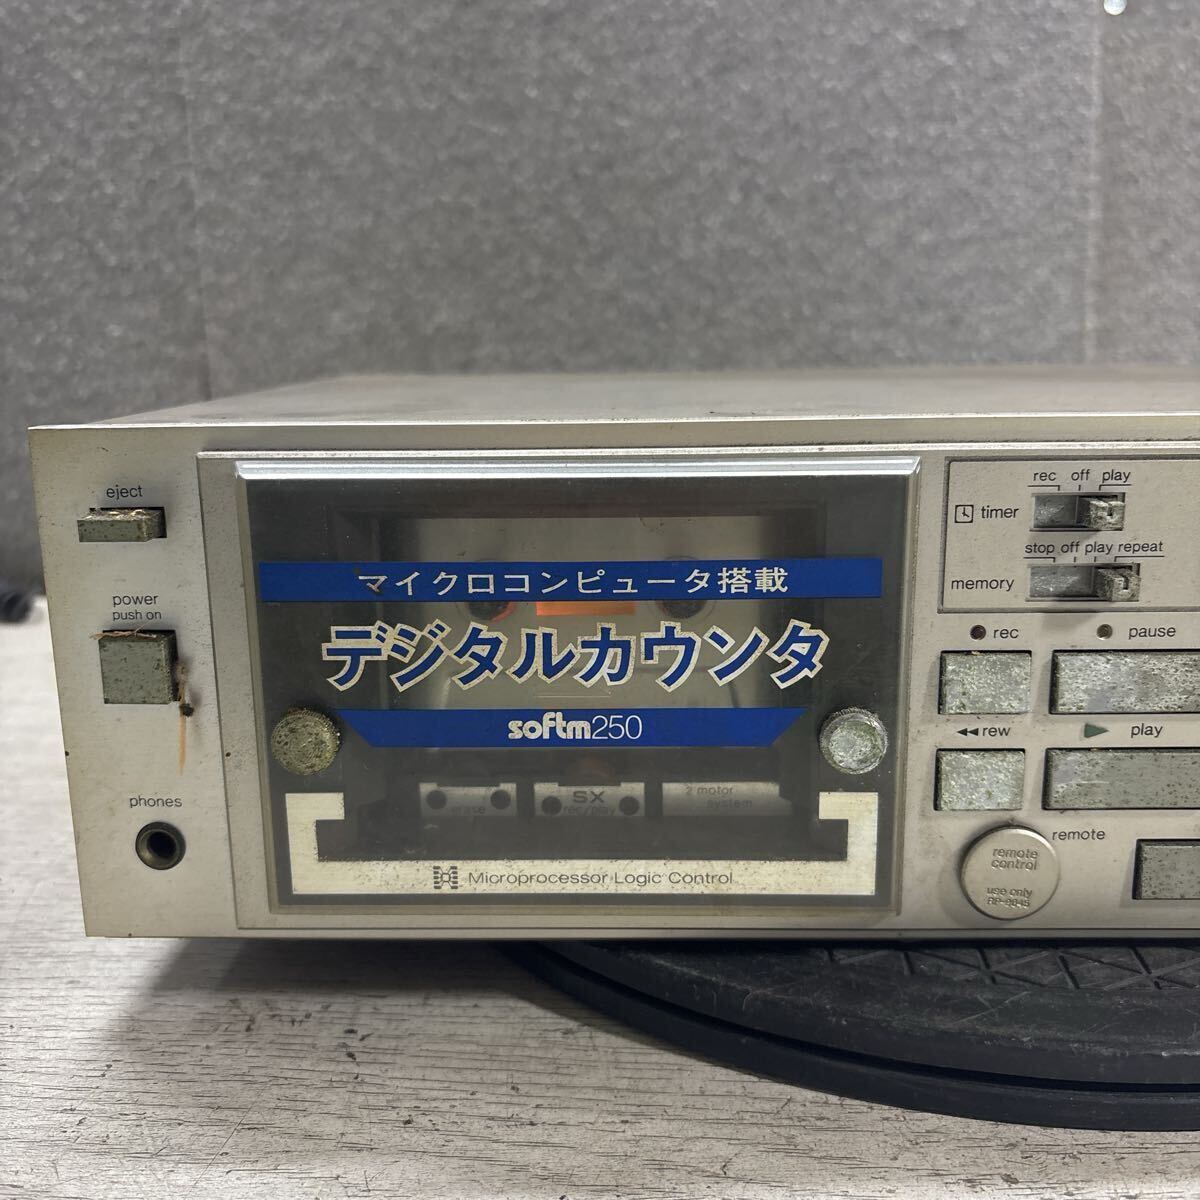 eject
power
push on
phones
マイクロコンピュータ搭載
デジタルカウンタ
softm250
erase
SX
rec/play
2 motor
system
Microprocessor Logic Control
rec off play
timer
stop off play repeat
memory
rec
pause
◀◀ rew
▶ play
remote
remote
control
use only
RP-9645